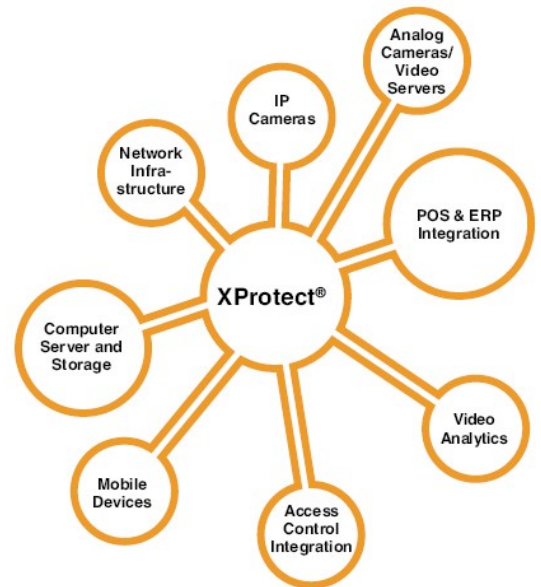 Analog
Cameras/
Video
Servers
IP
Cameras
Network
Infra-
structure
POS & ERP
Integration
XProtect®
Computer
Server and
Storage
Video
Analytics
Mobile
Devices
Access
Control
Integration